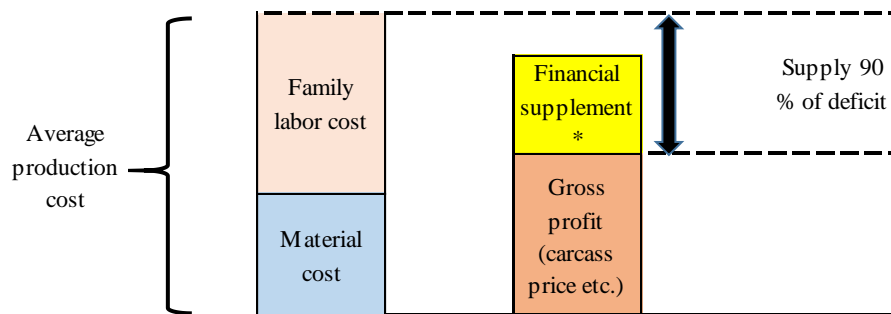 Average
production
cost
Family
labor cost
Material
cost
Financial
supplement
*
Gross
profit
(carcass
price etc.)
Supply 90
% of deficit